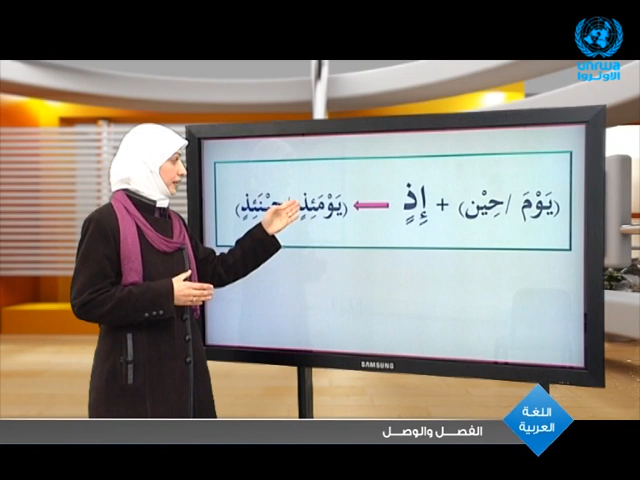 unrwa
الأونروا
(يَوْمَ / حِيْن) + إِذٍ ← (يَوْمَئِذٍ / حِيْنَئِذٍ)
SAMSUNG
اللغة
العربية
الفصل والوصل